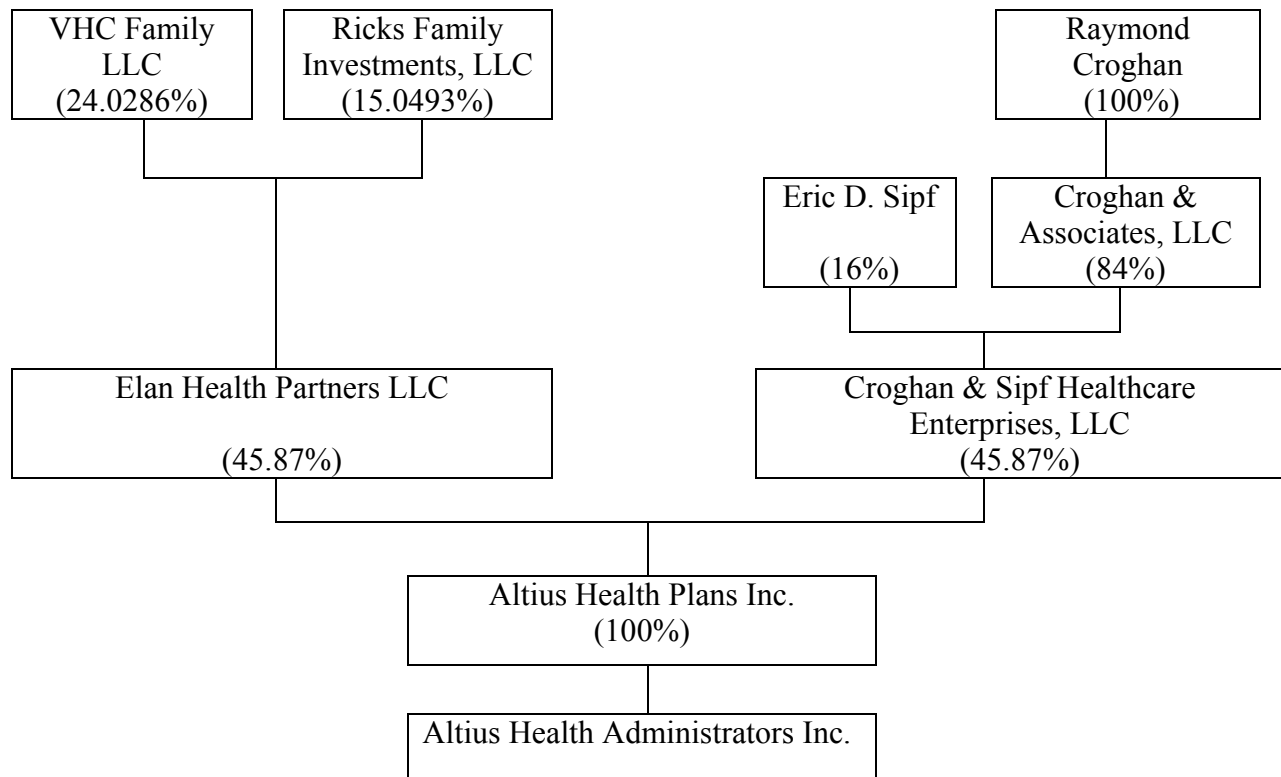 VHC Family
LLC
(24.0286%)
Ricks Family
Investments, LLC
(15.0493%)
Raymond
Croghan
(100%)
Eric D. Sipf
(16%)
Croghan &
Associates, LLC
(84%)
Elan Health Partners LLC
(45.87%)
Croghan & Sipf Healthcare
Enterprises, LLC
(45.87%)
Altius Health Plans Inc.
(100%)
Altius Health Administrators Inc.